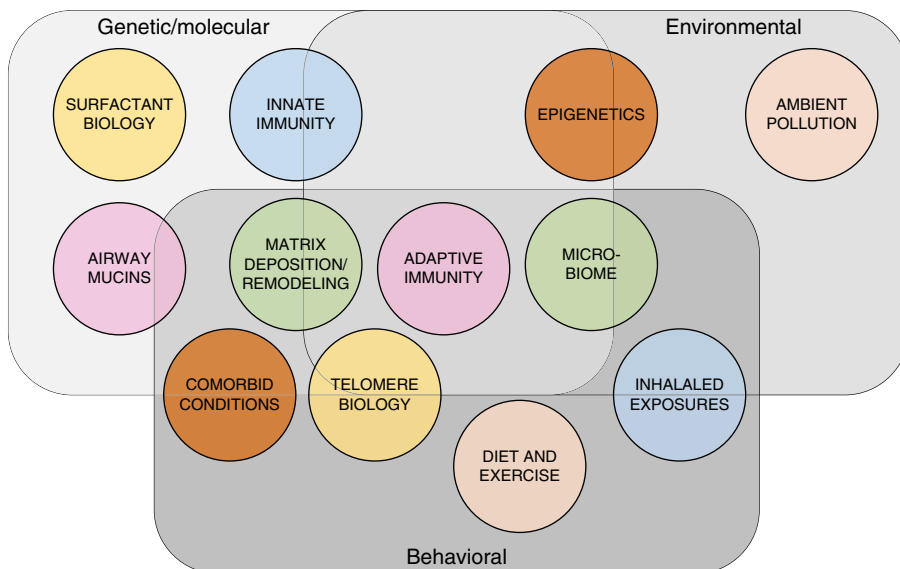 Genetic/molecular
Environmental
SURFACTANT
BIOLOGY
INNATE
IMMUNITY
EPIGENETICS
AMBIENT
POLLUTION
AIRWAY
MUCINS
MATRIX
DEPOSITION/
REMODELING
ADAPTIVE
IMMUNITY
MICRO-
BIOME
COMORBID
CONDITIONS
TELOMERE
BIOLOGY
INHALALED
EXPOSURES
DIET AND
EXERCISE
Behavioral